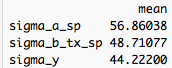 mean
sigma_a_sp 56.86038
sigma_b_tx_sp 48.71077
sigma_y 44.22200